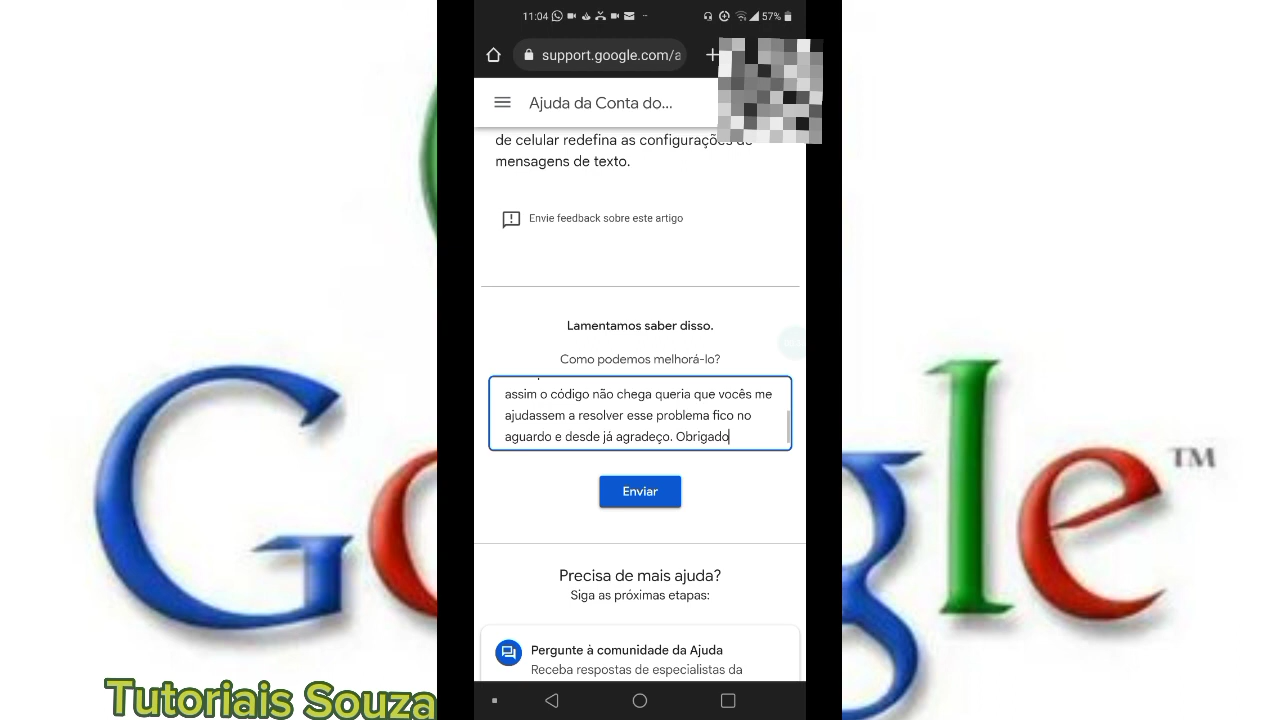 11:04
57%
support.google.com/a
Ajuda da Conta do...
de celular redefina as configurações de
mensagens de texto.
Envie feedback sobre este artigo
Lamentamos saber disso.
Como podemos melhorá-lo?
assim o código não chega queria que vocês me
ajudassem a resolver esse problema fico no
aguardo e desde já agradeço. Obrigado
Enviar
Precisa de mais ajuda?
Siga as próximas etapas:
Pergunte à comunidade da Ajuda
Receba respostas de especialistas da
TM
Tutoriais Souza